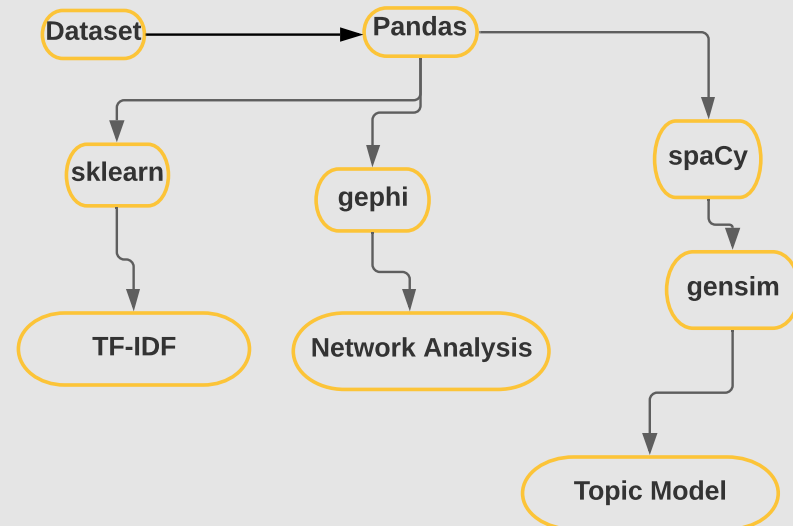 Dataset
Pandas
sklearn
gephi
spaCy
gensim
TF-IDF
Network Analysis
Topic Model